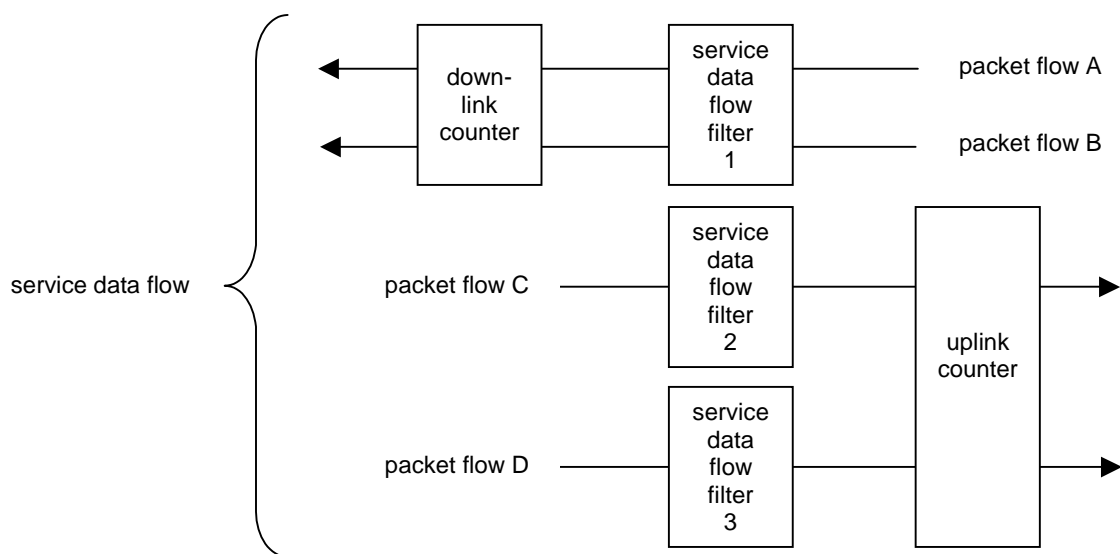 down-
link
counter
service
data
flow
filter
1
packet flow A
packet flow B
service data flow
packet flow C
service
data
flow
filter
2
uplink
counter
packet flow D
service
data
flow
filter
3